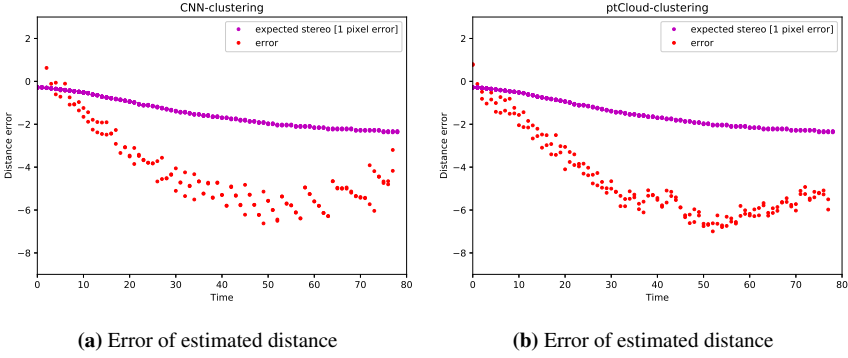 CNN-clustering
expected stereo [1 pixel error]
error
2
0
−2
−4
−6
−8
Distance error
0 10 20 30 40 50 60 70 80
Time
(a) Error of estimated distance
ptCloud-clustering
expected stereo [1 pixel error]
error
2
0
−2
−4
−6
−8
Distance error
0 10 20 30 40 50 60 70 80
Time
(b) Error of estimated distance